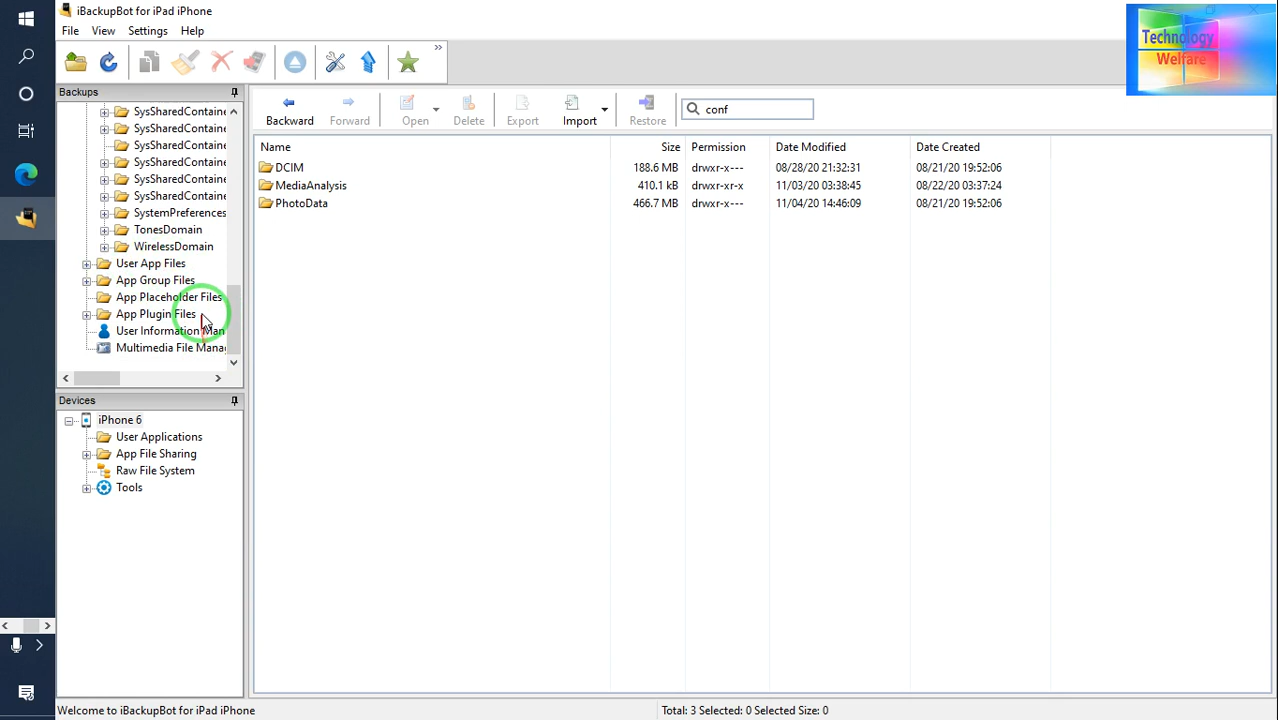 iBackupBot for iPad iPhone
File View Settings Help
Technology
Welfare
»
Backups
SysSharedContaine
SysSharedContaine
SysSharedContaine
SysSharedContaine
SysSharedContaine
SysSharedContaine
SystemPreferences
TonesDomain
WirelessDomain
User App Files
App Group Files
App Placeholder Files
App Plugin Files
User Information Man
Multimedia File Manag
Devices
iPhone 6
User Applications
App File Sharing
Raw File System
Tools
Backward Forward Open Delete Export Import Restore conf
Name Size Permission Date Modified Date Created
DCIM 188.6 MB drwxr-x--- 08/28/20 21:32:31 08/21/20 19:52:06
MediaAnalysis 410.1 kB drwxr-xr-x 11/03/20 03:38:45 08/22/20 03:37:24
PhotoData 466.7 MB drwxr-x--- 11/04/20 14:46:09 08/21/20 19:52:06
Welcome to iBackupBot for iPad iPhone Total: 3 Selected: 0 Selected Size: 0